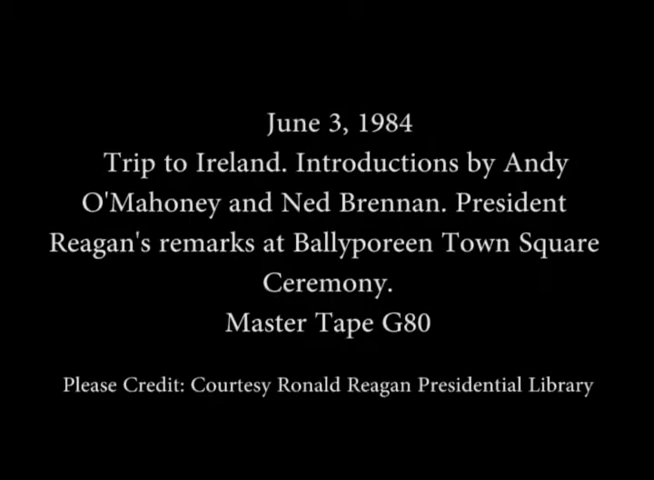 June 3, 1984
Trip to Ireland. Introductions by Andy
O'Mahoney and Ned Brennan. President
Reagan's remarks at Ballyporeen Town Square
Ceremony.
Master Tape G80
Please Credit: Courtesy Ronald Reagan Presidential Library